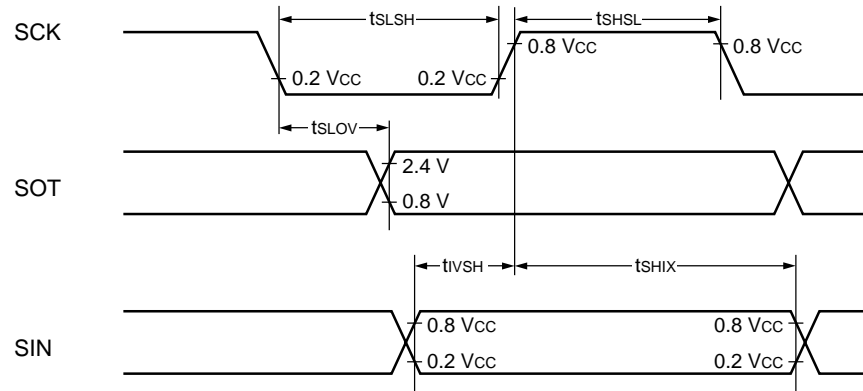 tSLSH tSHSL
SCK
0.8 VCC 0.8 VCC
0.2 VCC 0.2 VCC
tSLOV
2.4 V
SOT
0.8 V
tIVSH tSHIX
0.8 VCC 0.8 VCC
SIN
0.2 VCC 0.2 VCC